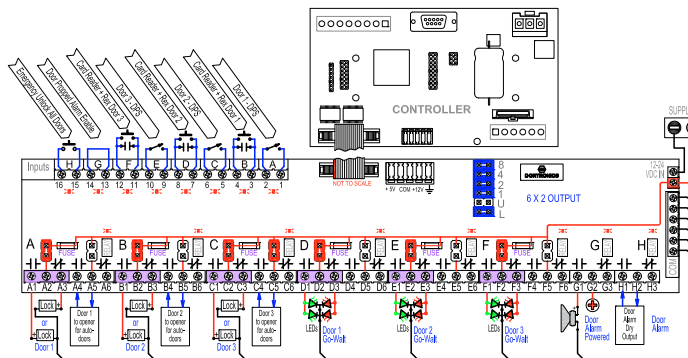 Emergency Unlock All Doors
Door Propped Alarm Enable
Card Reader + Rex Door 3
Door 3 - DPS
Card Reader + Rex Door 2
Door 2 - DPS
Card Reader + Rex Door 1
Door 1 - DPS
CONTROLLER
SUPPL
Inputs
H G F E D C B A
16 15 14 13 12 11 10 9 8 7 6 5 4 3 2 1
NOT TO SCALE
+ 5V COM +12V
8
4
2
1
U
L
DORTRONICS
6 X 2 OUTPUT
12-24
VDC IN
COM
A B C D E F G H
FUSE FUSE FUSE FUSE FUSE FUSE
A1 A2 A3 A4 A5 A6 B1 B2 B3 B4 B5 B6 C1 C2 C3 C4 C5 C6 D1 D2 D3 D4 D5 D6 E1 E2 E3 E4 E5 E6 F1 F2 F3 F4 F5 F6 G1 G2 G3 H1 H2 H3
Lock +
or
Lock +
Door 1
Door 1
to opener
for auto-
doors
Lock +
or
Lock +
Door 2
Door 2
to opener
for auto-
doors
Lock +
or
Lock +
Door 3
Door 3
to opener
for auto-
doors
LEDs
Door 1
Go-Wait
LEDs
Door 2
Go-Wait
LEDs
Door 3
Go-Wait
Door
Alarm
Powered
Door
Alarm
Dry
Output
Door
Alarm